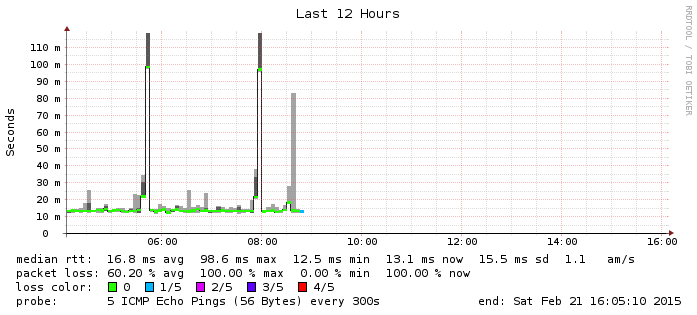 Last 12 Hours
RRDTOOL / TOBI OETIKER
Seconds
110 m
100 m
90 m
80 m
70 m
60 m
50 m
40 m
30 m
20 m
10 m
0
06:00 08:00 10:00 12:00 14:00 16:00
median rtt: 16.8 ms avg 98.6 ms max 12.5 ms min 13.1 ms now 15.5 ms sd 1.1 am/s
packet loss: 60.20 % avg 100.00 % max 0.00 % min 100.00 % now
loss color: 0 1/5 2/5 3/5 4/5
probe: 5 ICMP Echo Pings (56 Bytes) every 300s end: Sat Feb 21 16:05:10 2015